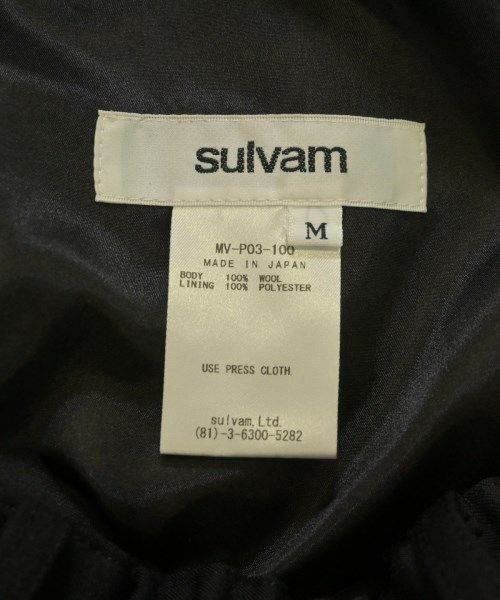 sulvam
M
MV-P03-100
MADE IN JAPAN
BODY 100% WOOL
LINING 100% POLYESTER
USE PRESS CLOTH.
sulvam.Ltd.
(81)-3-6300-5282